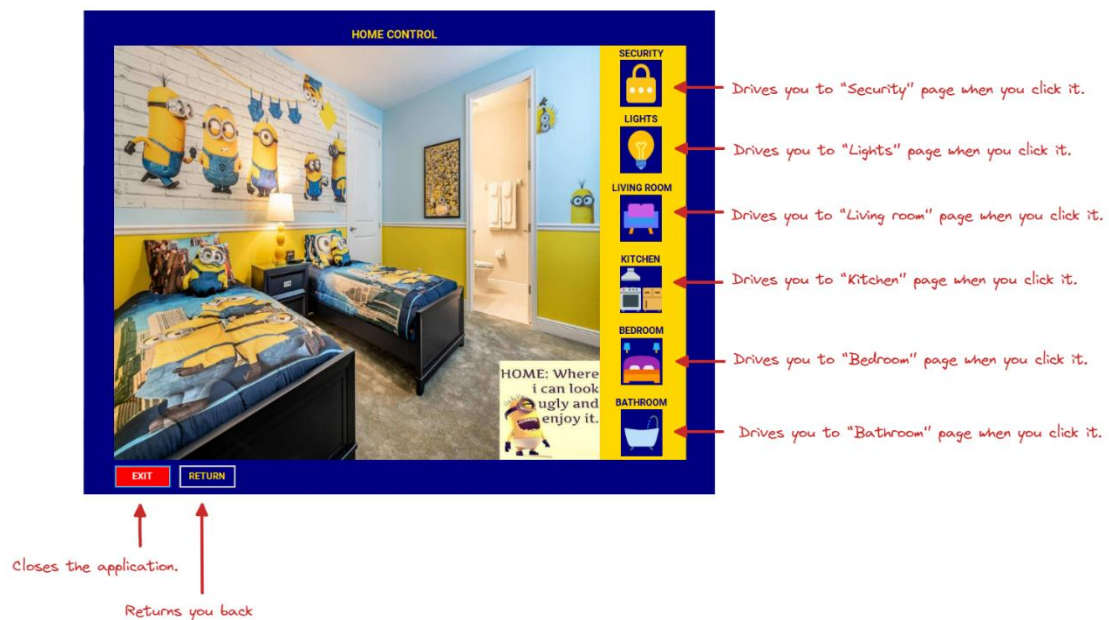 HOME CONTROL
SECURITY
Drives you to "Security" page when you click it.
LIGHTS
Drives you to "Lights" page when you click it.
LIVING ROOM
Drives you to "Living room" page when you click it.
KITCHEN
Drives you to "Kitchen" page when you click it.
BEDROOM
Drives you to "Bedroom" page when you click it.
BATHROOM
Drives you to "Bathroom" page when you click it.
HOME: Where
i can look
ugly and
enjoy it.
EXIT
RETURN
Closes the application.
Returns you back